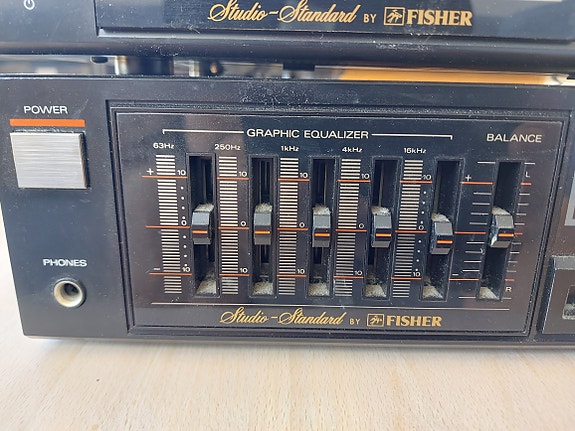 Studio-Standard BY FISHER
POWER
GRAPHIC EQUALIZER
BALANCE
63Hz 250Hz 1kHz 4kHz 16kHz
+ 10 10 10 10 10 + L
0 0 0 0 0
- 10 10 10 10 10 - R
PHONES
Studio-Standard BY FISHER